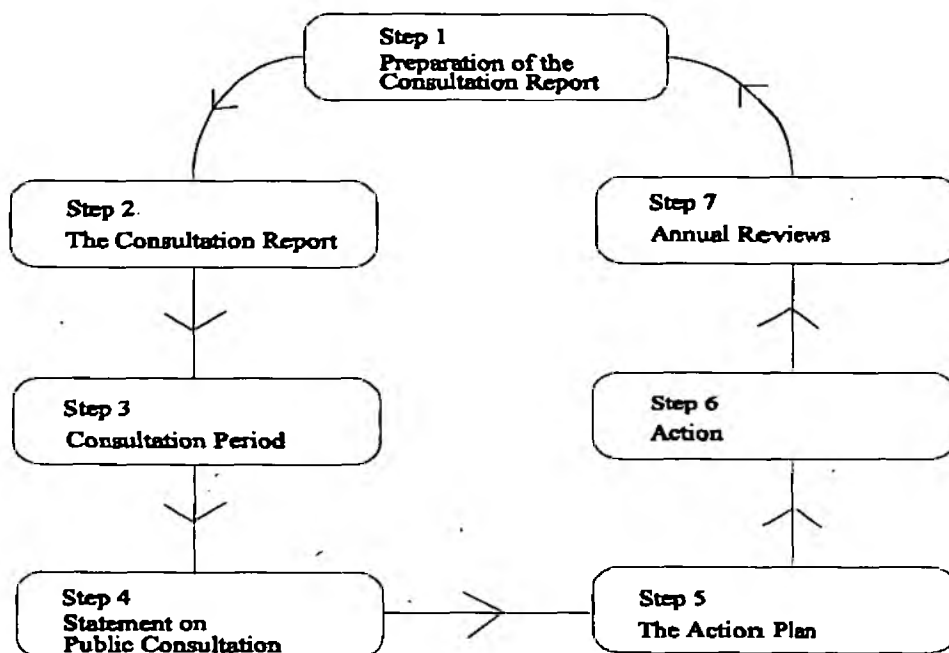 Step 1
Preparation of the
Consultation Report
Step 2
The Consultation Report
Step 3
Consultation Period
Step 4
Statement on
Public Consultation
Step 5
The Action Plan
Step 6
Action
Step 7
Annual Reviews